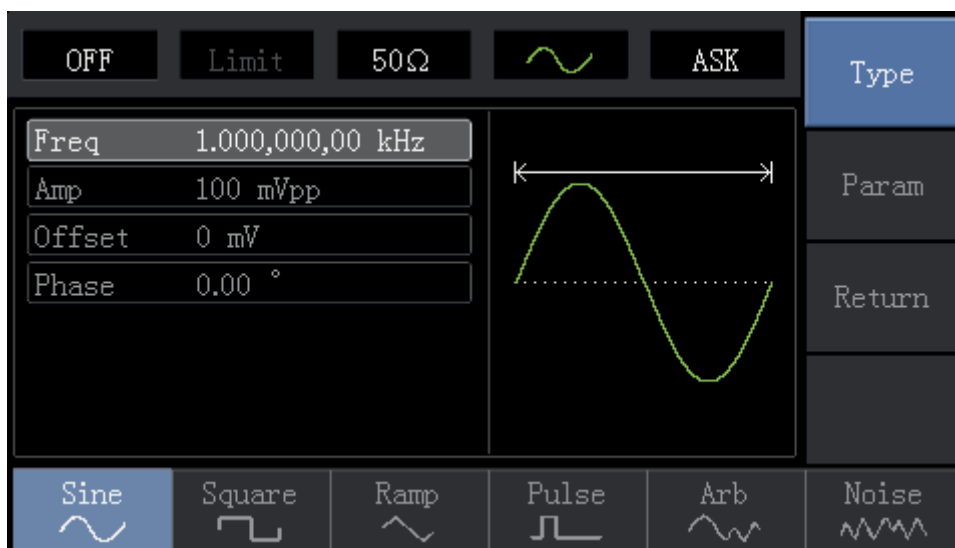 OFF Limit 50Ω ASK
Type
Freq 1.000,000,00 kHz
Amp 100 mVpp
Offset 0 mV
Phase 0.00 °
Param
Return
Sine Square Ramp Pulse Arb Noise